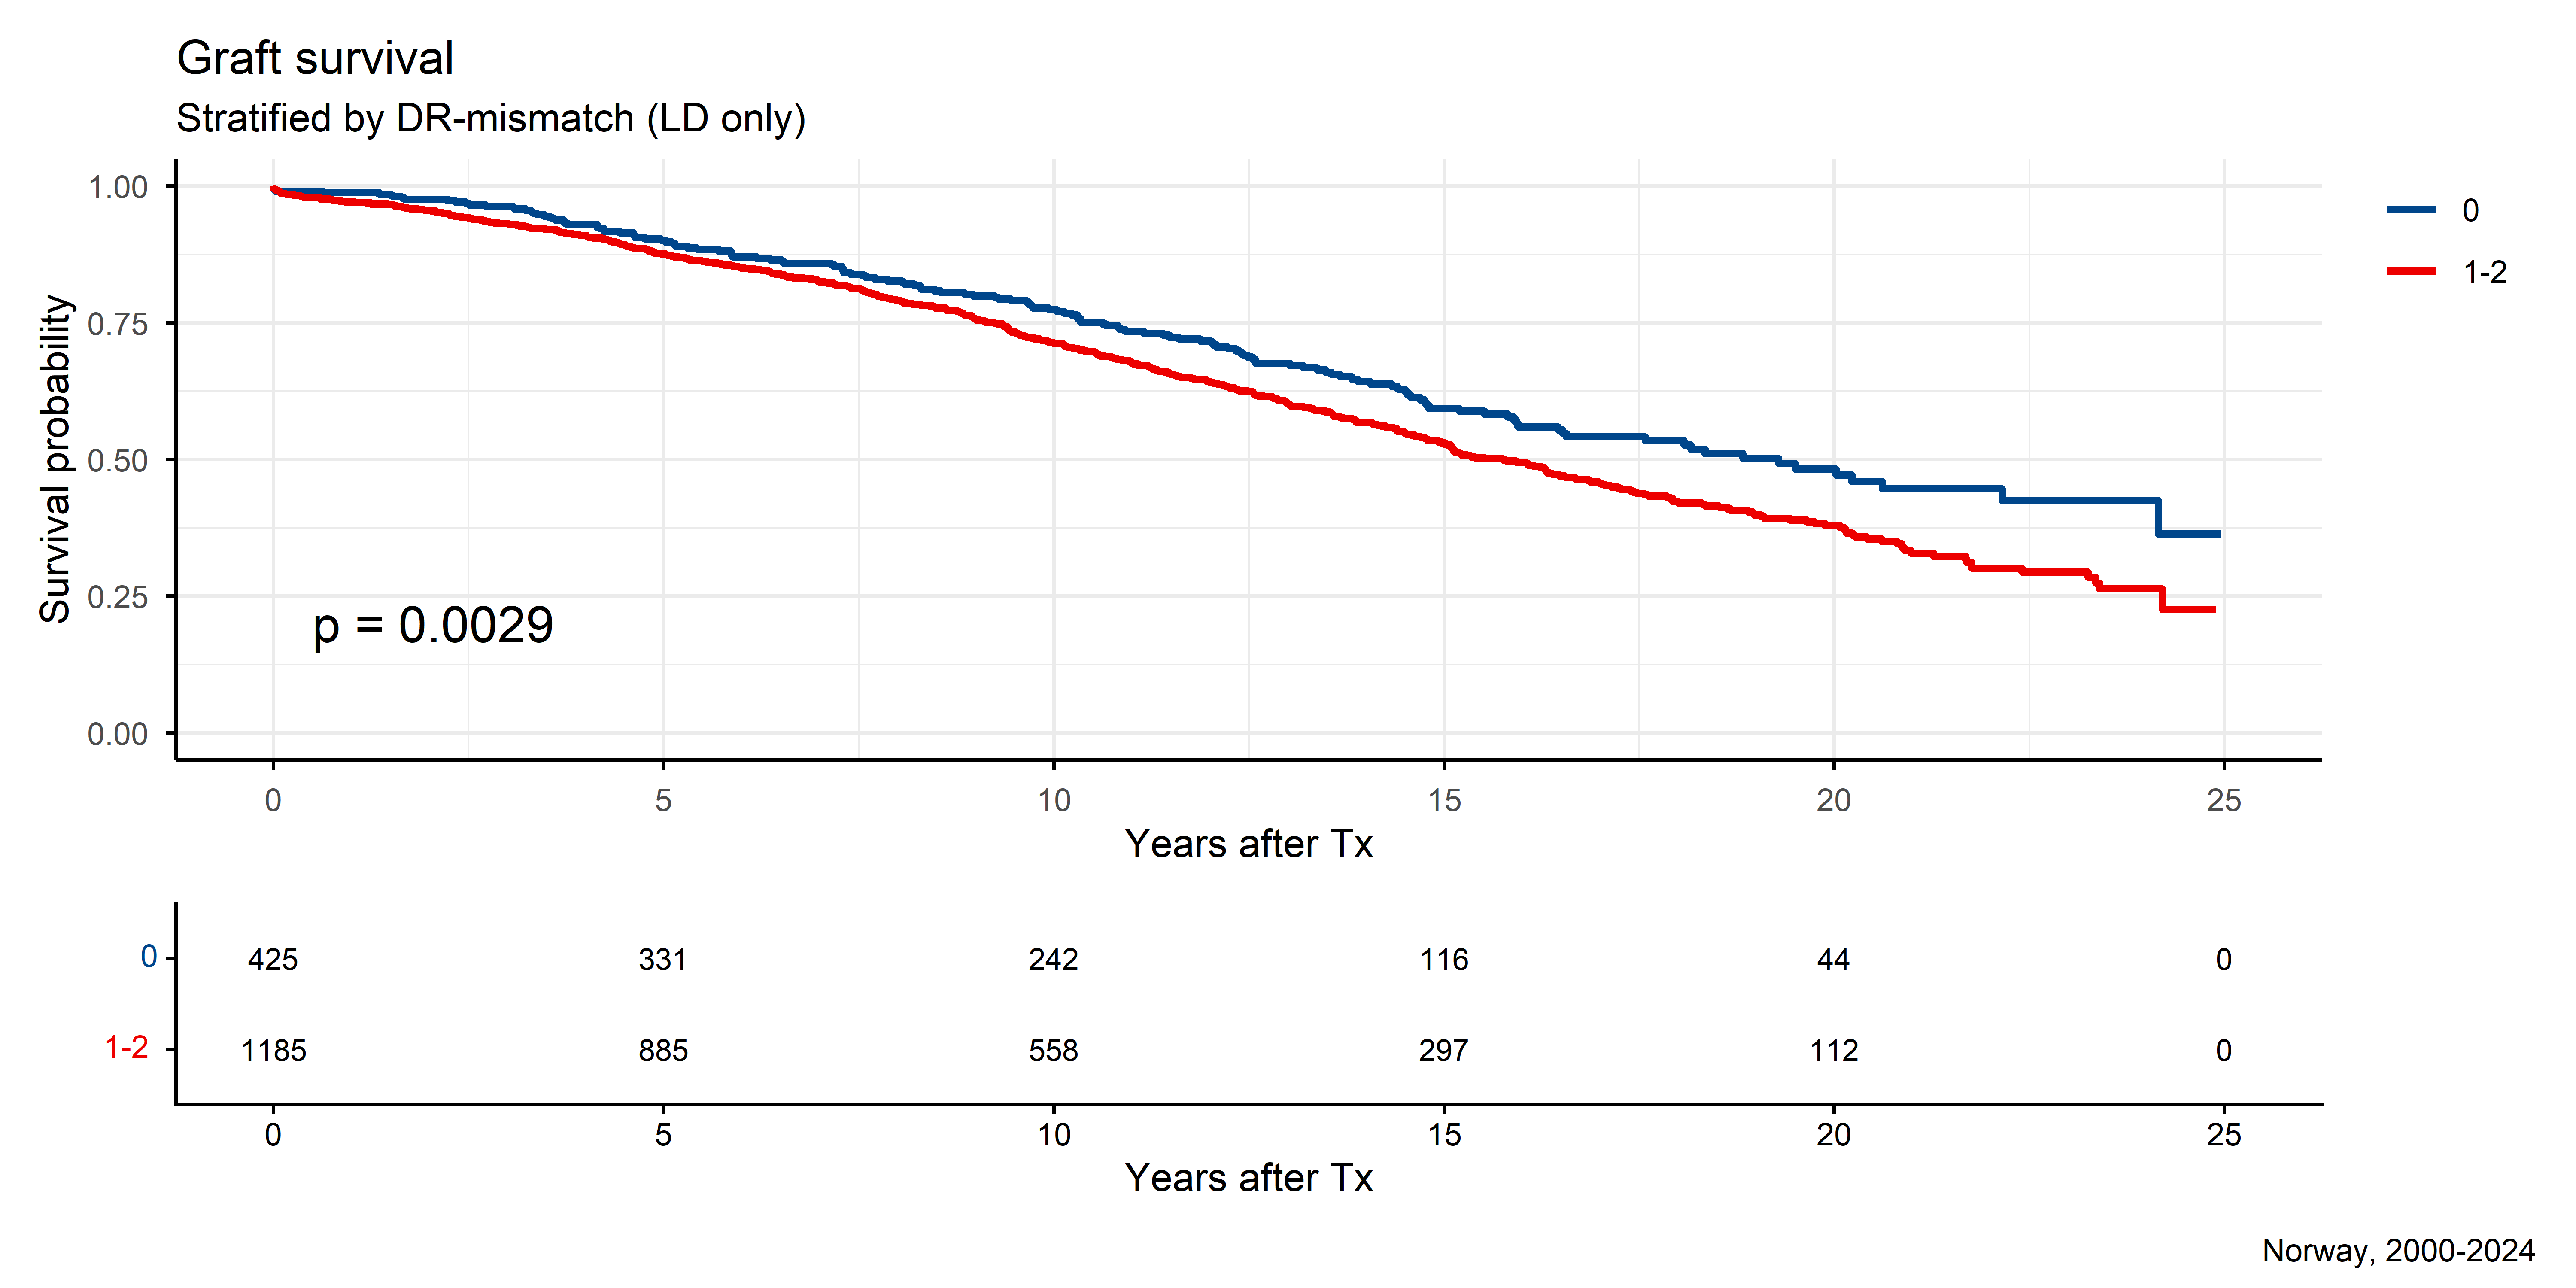 Graft survival
Stratified by DR-mismatch (LD only)
1.00
0.75
0.50
0.25
0.00
Survival probability
p = 0.0029
0
1-2
0 5 10 15 20 25
Years after Tx
0 425 331 242 116 44 0
1-2 1185 885 558 297 112 0
0 5 10 15 20 25
Years after Tx
Norway, 2000-2024